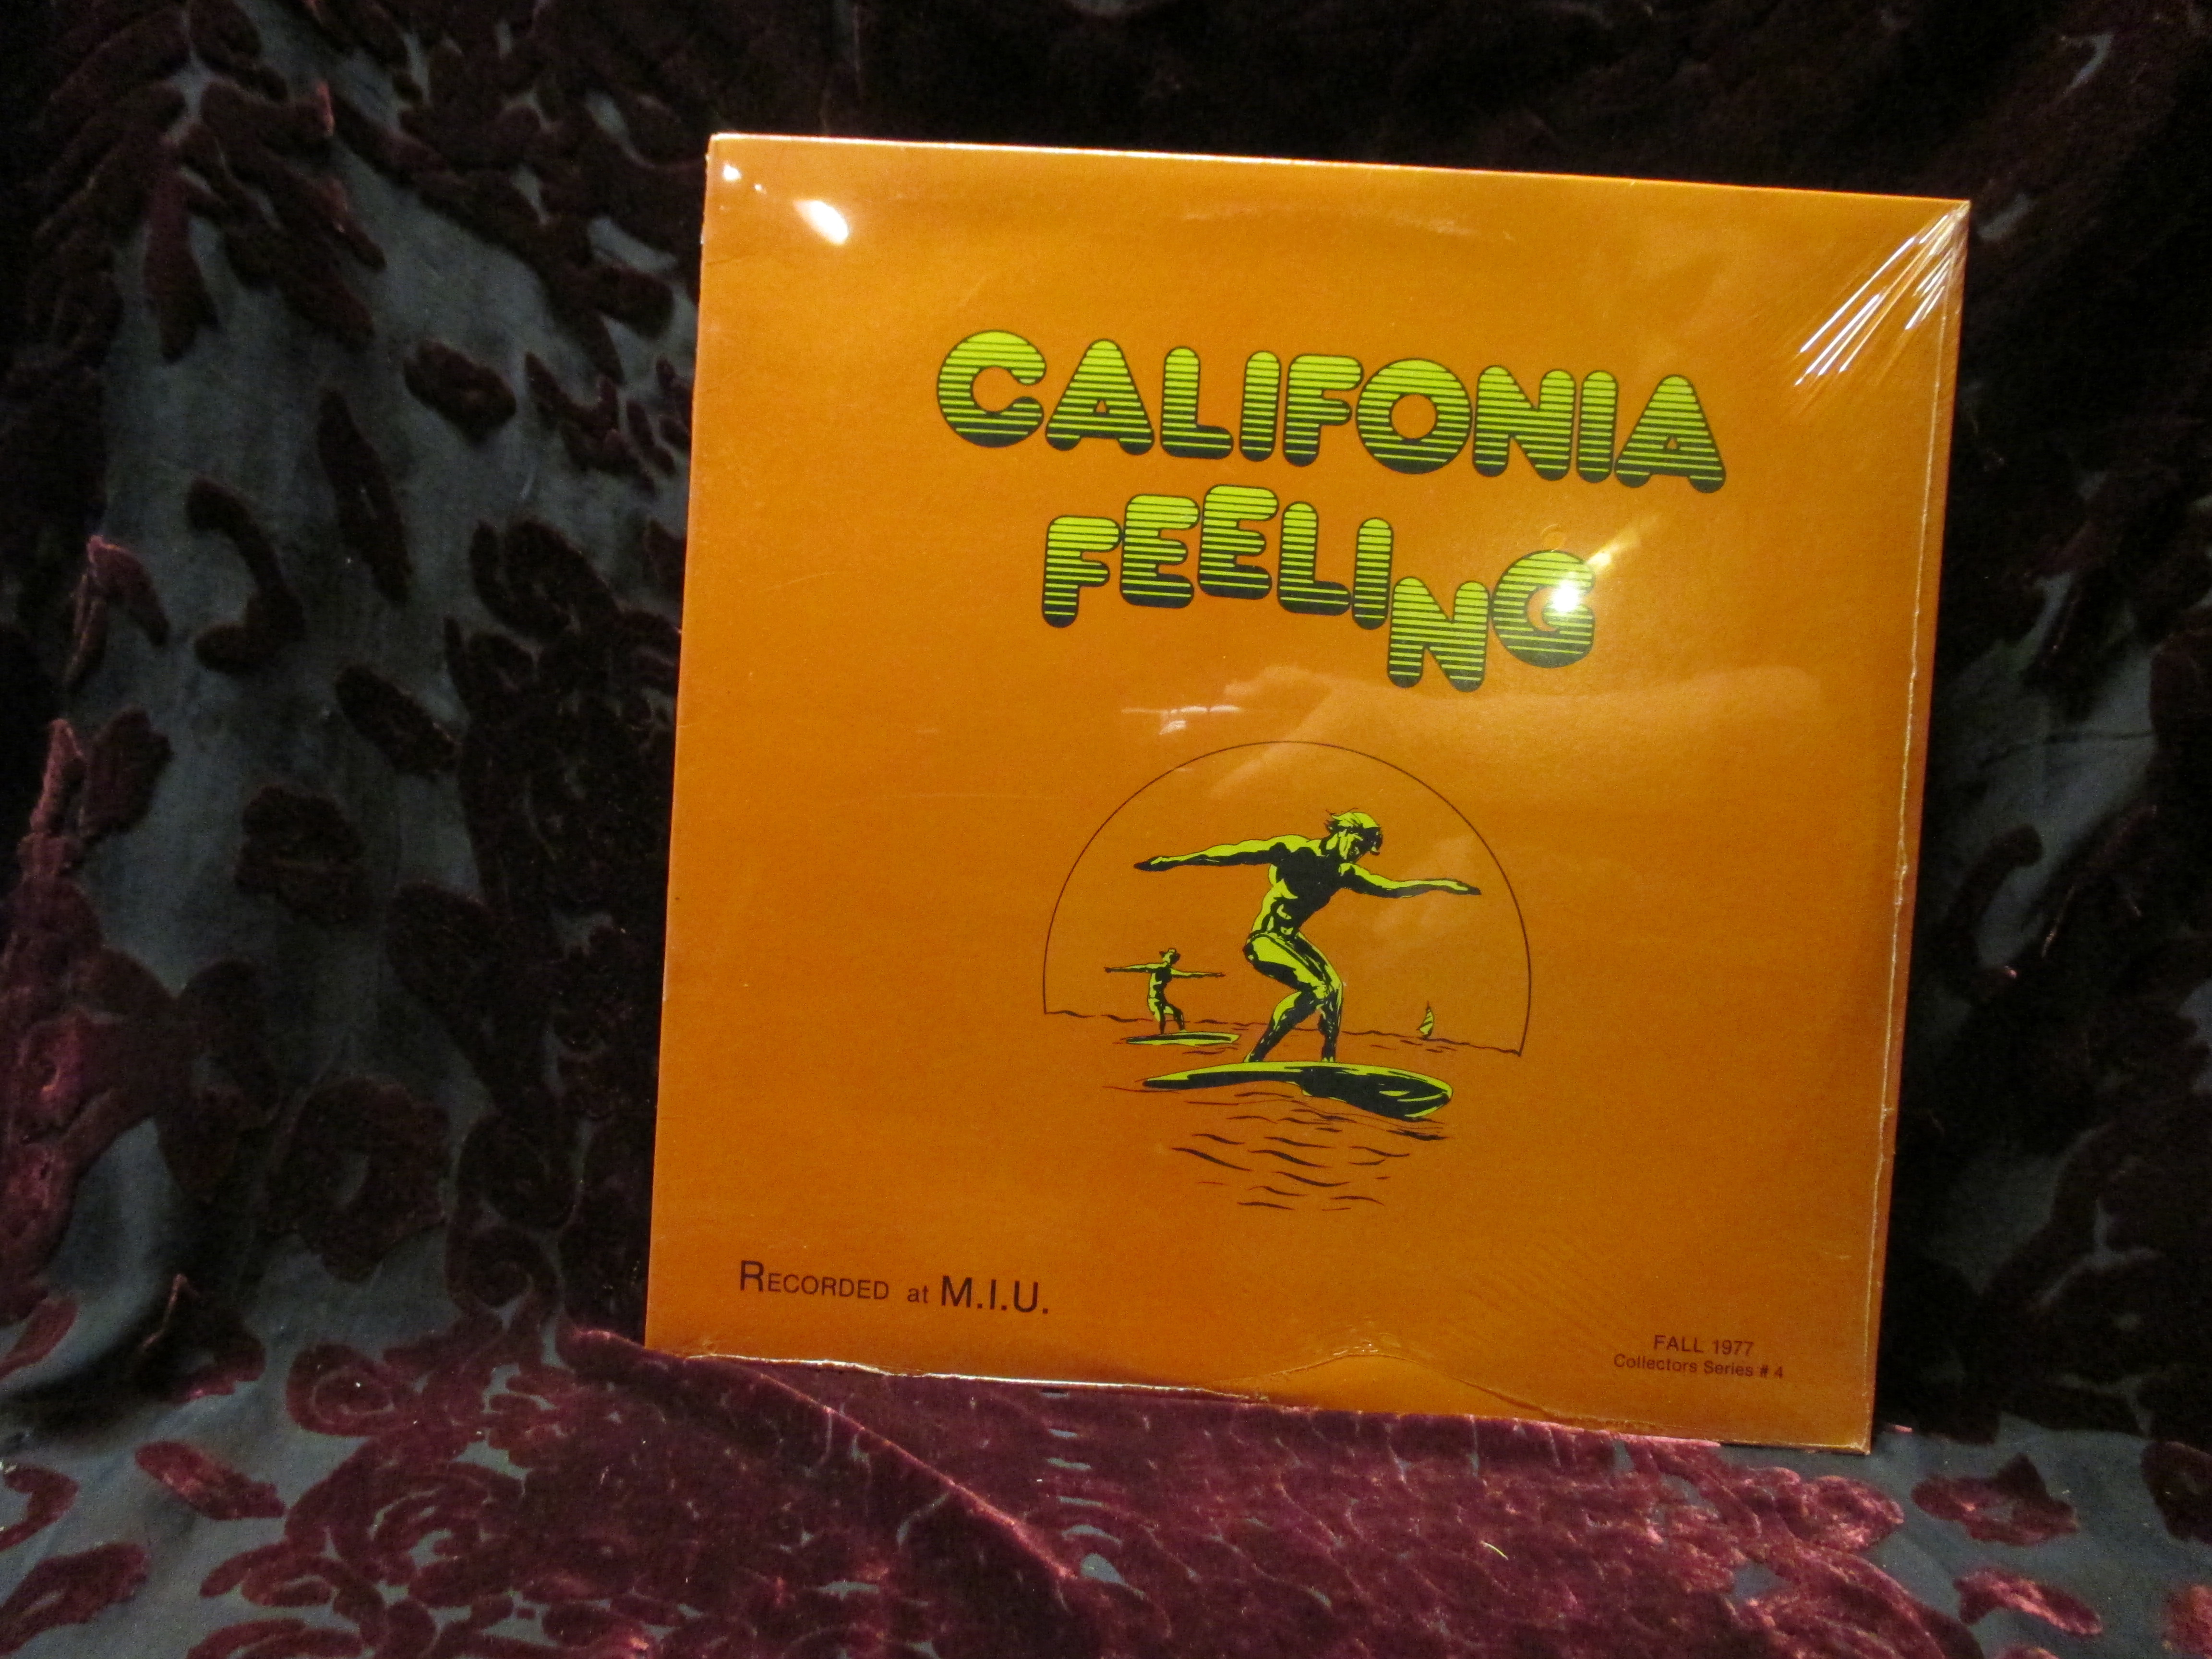 CALIFONIA
FEELING
RECORDED at M.I.U.
FALL 1977
Collectors Series # 4